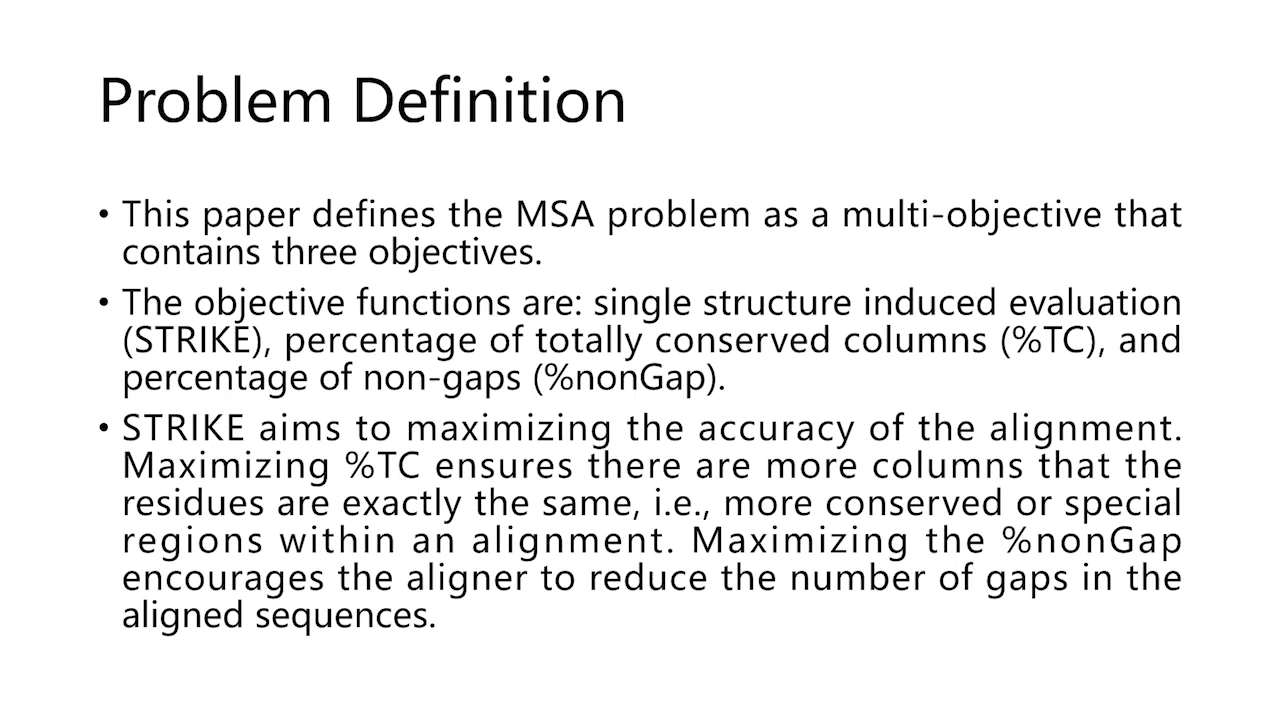 Problem Definition
• This paper defines the MSA problem as a multi-objective that
contains three objectives.
• The objective functions are: single structure induced evaluation
(STRIKE), percentage of totally conserved columns (%TC), and
percentage of non-gaps (%nonGap).
• STRIKE aims to maximizing the accuracy of the alignment.
Maximizing %TC ensures there are more columns that the
residues are exactly the same, i.e., more conserved or special
regions within an alignment. Maximizing the %nonGap
encourages the aligner to reduce the number of gaps in the
aligned sequences.